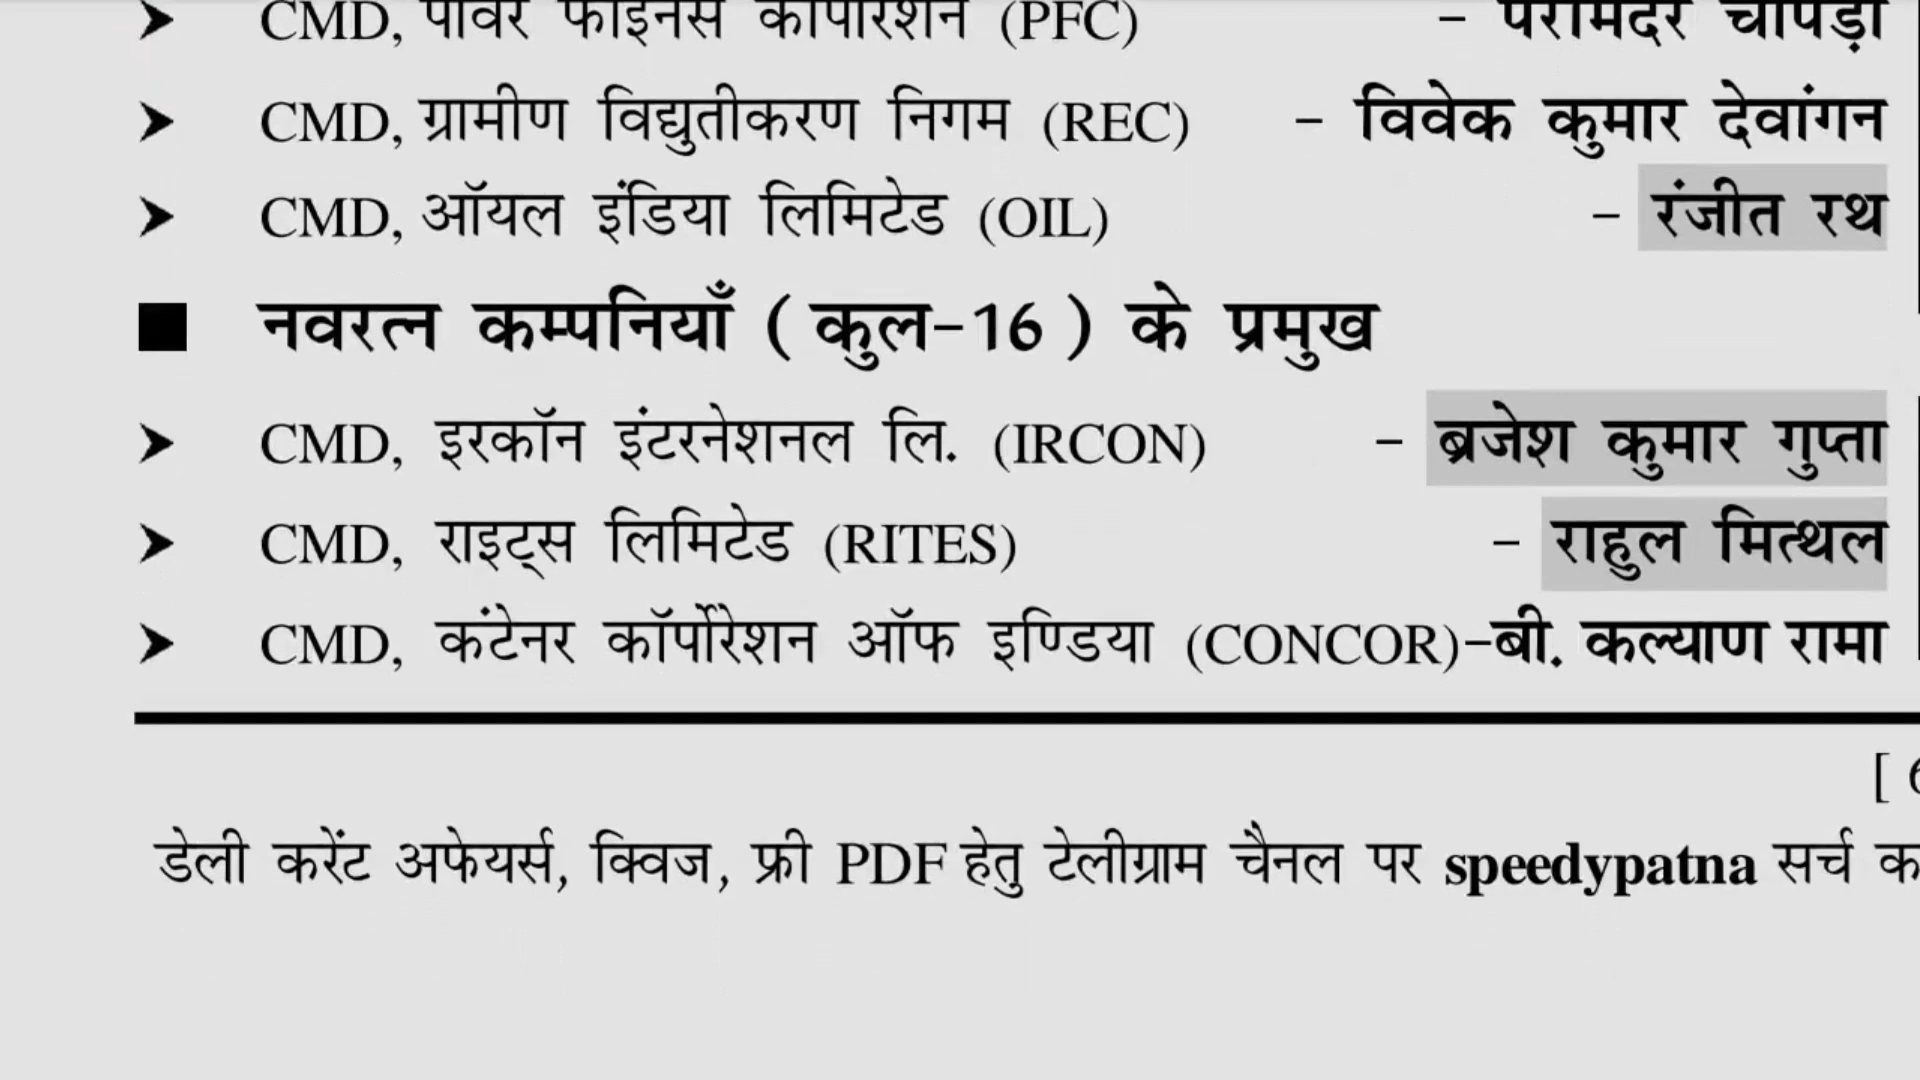 ➤ CMD, पावर फाइनेंस कॉर्पोरेशन (PFC) – परमिंदर चोपड़ा
➤ CMD, ग्रामीण विद्युतीकरण निगम (REC) – विवेक कुमार देवांगन
➤ CMD, ऑयल इंडिया लिमिटेड (OIL) – रंजीत रथ
■ नवरत्न कम्पनियाँ ( कुल-16 ) के प्रमुख
➤ CMD, इरकॉन इंटरनेशनल लि. (IRCON) – ब्रजेश कुमार गुप्ता
➤ CMD, राइट्स लिमिटेड (RITES) – राहुल मित्थल
➤ CMD, कंटेनर कॉर्पोरेशन ऑफ इण्डिया (CONCOR)–बी. कल्याण रामा
[ 6
डेली करेंट अफेयर्स, क्विज, फ्री PDF हेतु टेलीग्राम चैनल पर speedypatna सर्च